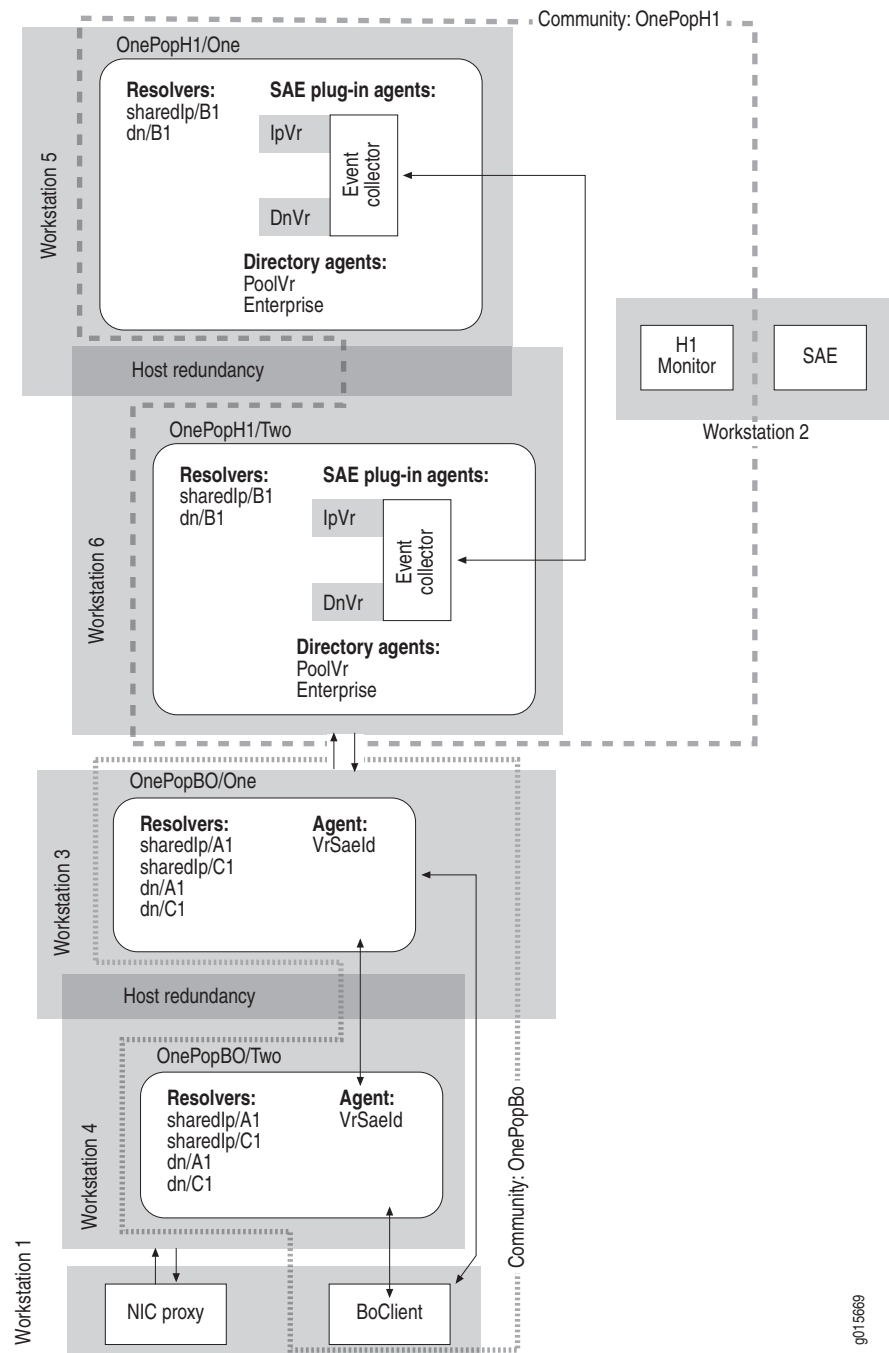 Community: OnePopH1
OnePopH1/One
Resolvers:
sharedIp/B1
dn/B1
SAE plug-in agents:
IpVr
Event
collector
DnVr
Directory agents:
PoolVr
Enterprise
Workstation 5
Host redundancy
H1
Monitor
SAE
Workstation 2
OnePopH1/Two
Resolvers:
sharedIp/B1
dn/B1
SAE plug-in agents:
IpVr
Event
collector
DnVr
Directory agents:
PoolVr
Enterprise
Workstation 6
OnePopBO/One
Resolvers:
sharedIp/A1
sharedIp/C1
dn/A1
dn/C1
Agent:
VrSaeId
Workstation 3
Host redundancy
OnePopBO/Two
Resolvers:
sharedIp/A1
sharedIp/C1
dn/A1
dn/C1
Agent:
VrSaeId
Workstation 4
Community: OnePopBo
Workstation 1
NIC proxy
BoClient
g015669